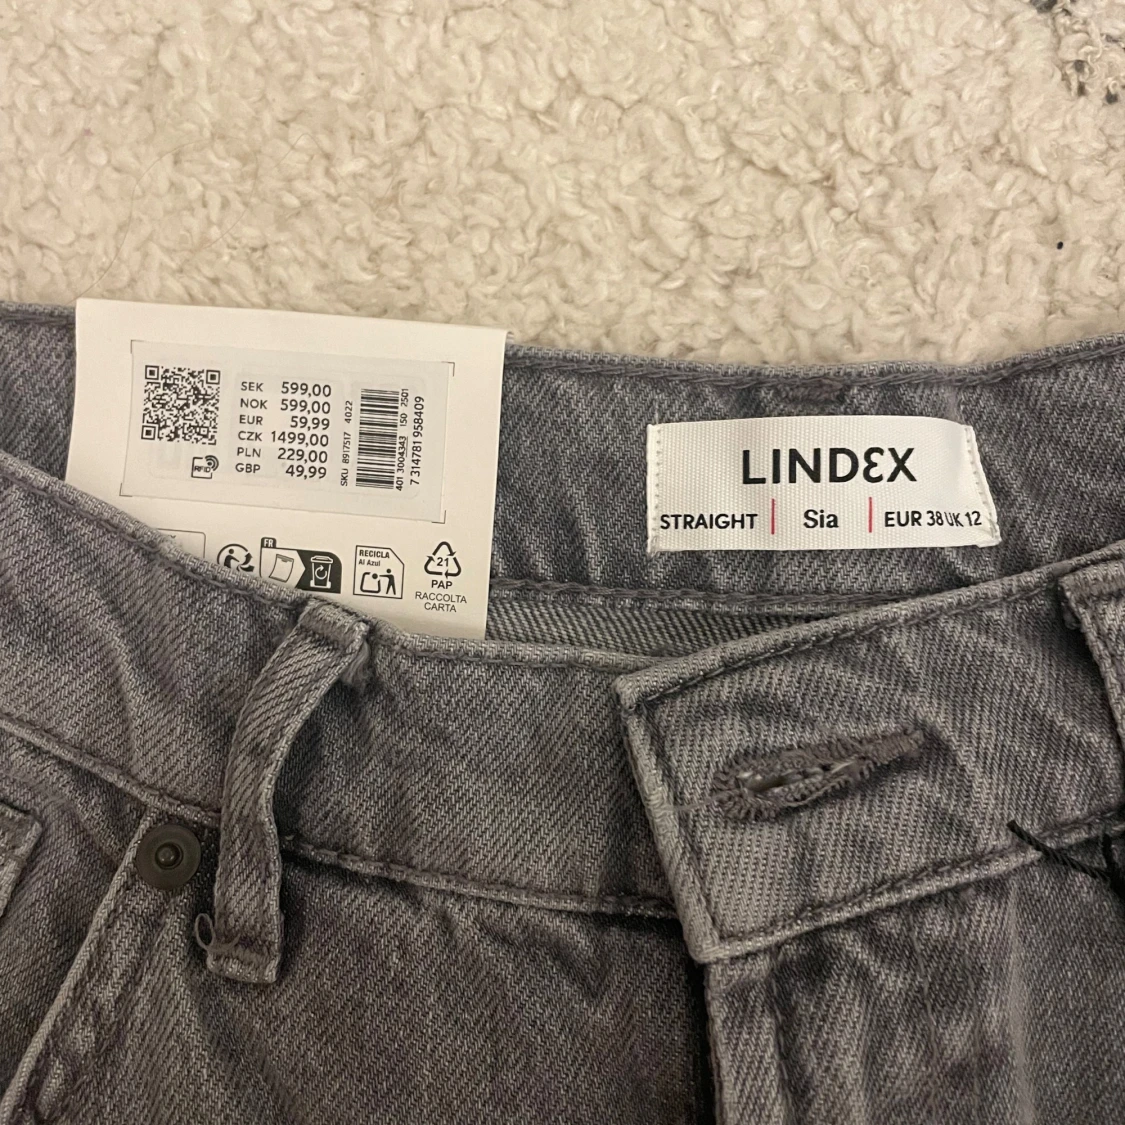 SEK 599,00
NOK 599,00
EUR 59,99
CZK 1499,00
PLN 229,00
GBP 49,99
RFID
SKU 8917517 4022
401 3004343 ISO 2501
7 314781 958409
FR
RECICLA
Al Azul
21
PAP
RACCOLTA
CARTA
LINDEX
STRAIGHT | Sia | EUR 38 UK 12